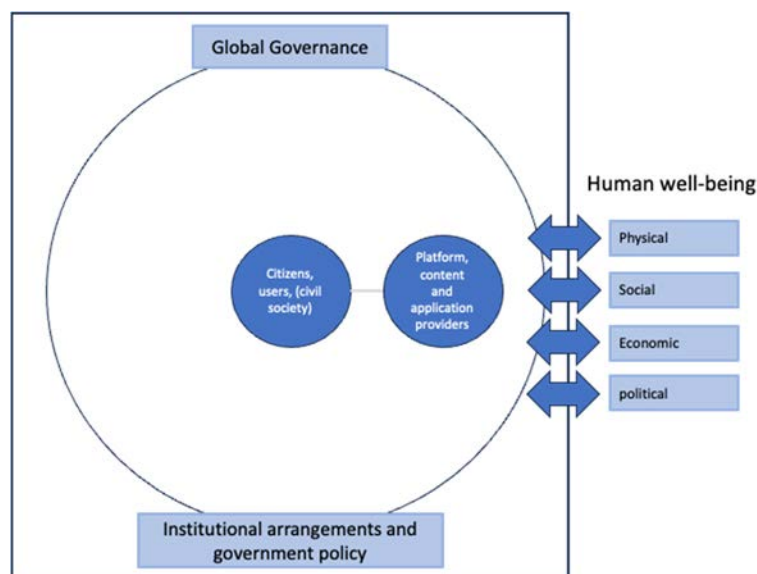 Global Governance
Human well-being
Physical
Citizens,
users, (civil
society)
Platform,
content
and
application
providers
Social
Economic
political
Institutional arrangements and
government policy